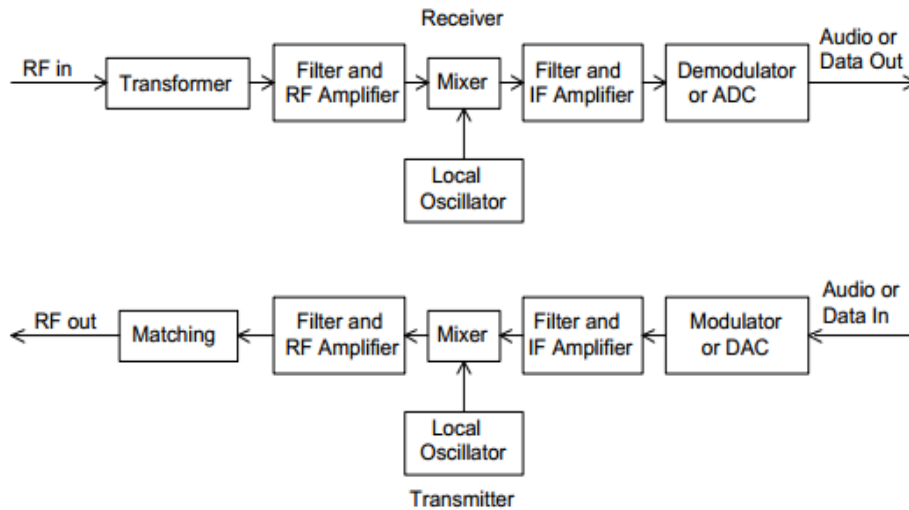 Receiver
RF in
Transformer
Filter and
RF Amplifier
Mixer
Filter and
IF Amplifier
Demodulator
or ADC
Audio or
Data Out
Local
Oscillator
RF out
Matching
Filter and
RF Amplifier
Mixer
Filter and
IF Amplifier
Modulator
or DAC
Audio or
Data In
Local
Oscillator
Transmitter